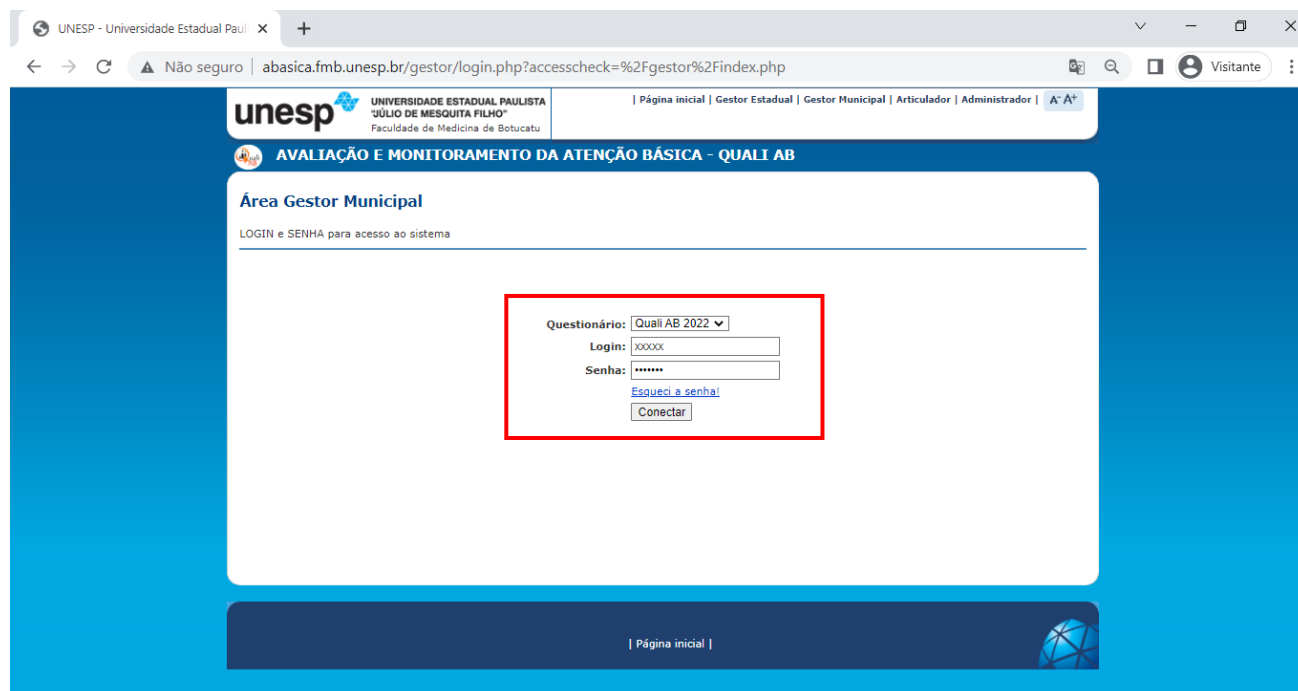 UNESP - Universidade Estadual Pauli
Não seguro | abasica.fmb.unesp.br/gestor/login.php?accesscheck=%2Fgestor%2Findex.php
Visitante
unesp
UNIVERSIDADE ESTADUAL PAULISTA
"JÚLIO DE MESQUITA FILHO"
Faculdade de Medicina de Botucatu
| Página inicial | Gestor Estadual | Gestor Municipal | Articulador | Administrador | A- A+
AVALIAÇÃO E MONITORAMENTO DA ATENÇÃO BÁSICA - QUALI AB
Área Gestor Municipal
LOGIN e SENHA para acesso ao sistema
Questionário: Quali AB 2022
Login: xxxxx
Senha: •••••••
Esqueci a senha!
Conectar
| Página inicial |